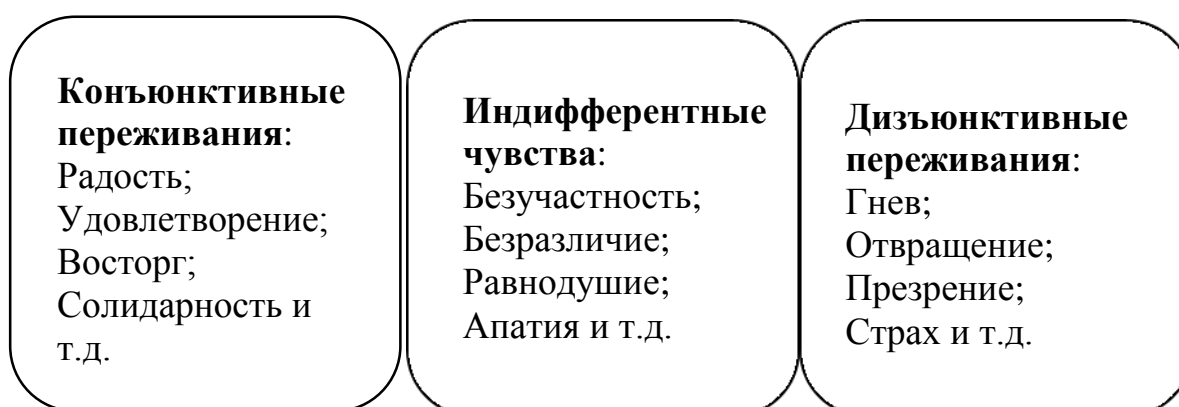 Конъюнктивные
переживания:
Радость;
Удовлетворение;
Восторг;
Солидарность и
т.д.
Индифферентные
чувства:
Безучастность;
Безразличие;
Равнодушие;
Апатия и т.д.
Дизъюнктивные
переживания:
Гнев;
Отвращение;
Презрение;
Страх и т.д.